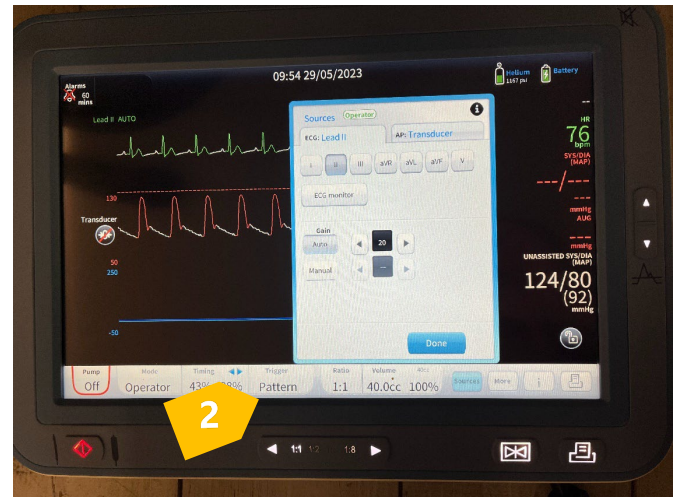 09:54 29/05/2023
Helium
1167 psi
Battery
Alarms
60
mins
Lead II AUTO
Sources Operator
ECG: Lead II
AP: Transducer
I II III aVR aVL aVF V
ECG monitor
Gain
Auto
20
Manual
--
Done
130
Transducer
50
250
-50
--
HR
76
bpm
SYS/DIA
(MAP)
---/---
---
mmHg
AUG
---
mmHg
UNASSISTED SYS/DIA
(MAP)
124/80
(92)
mmHg
Pump
Off
Mode
Operator
Timing
43%
Trigger
Pattern
Ratio
1:1
Volume
40.0cc
100%
Sources
More
i
2
1:1 1:2 1:8